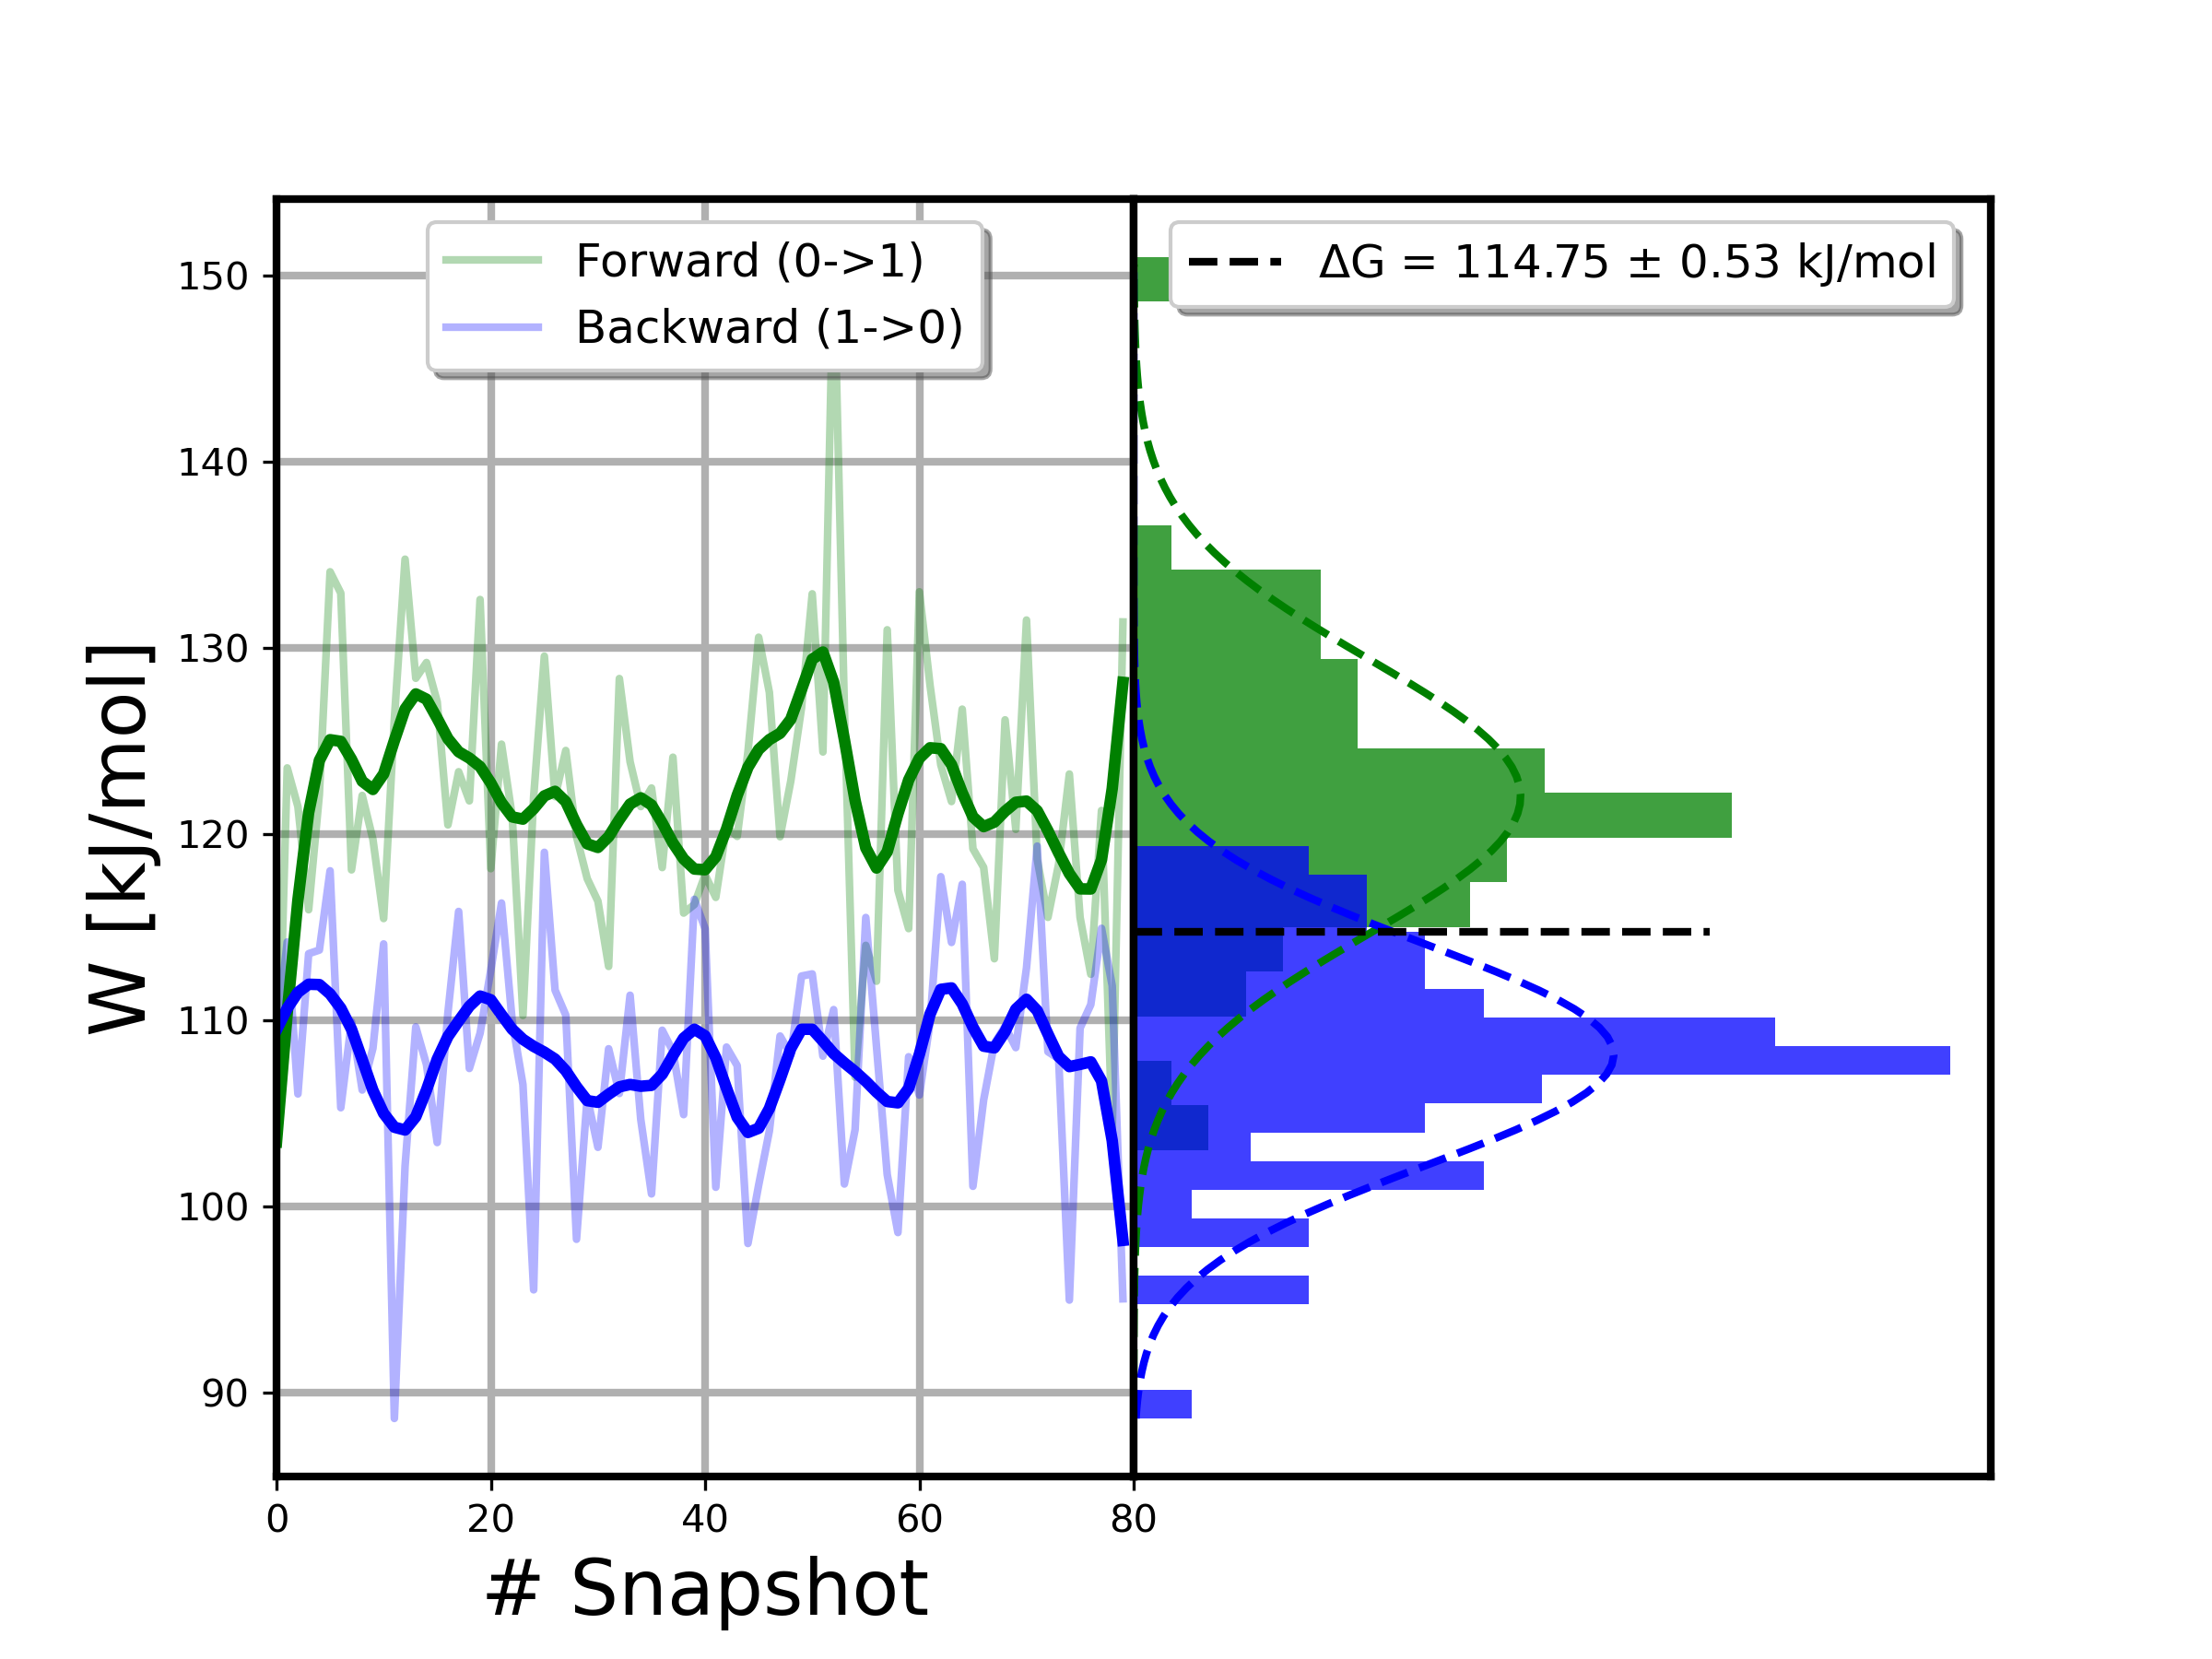 Forward (0->1)
Backward (1->0)
ΔG = 114.75 ± 0.53 kJ/mol
W [kJ/mol]
150
140
130
120
110
100
90
0 20 40 60 80
# Snapshot